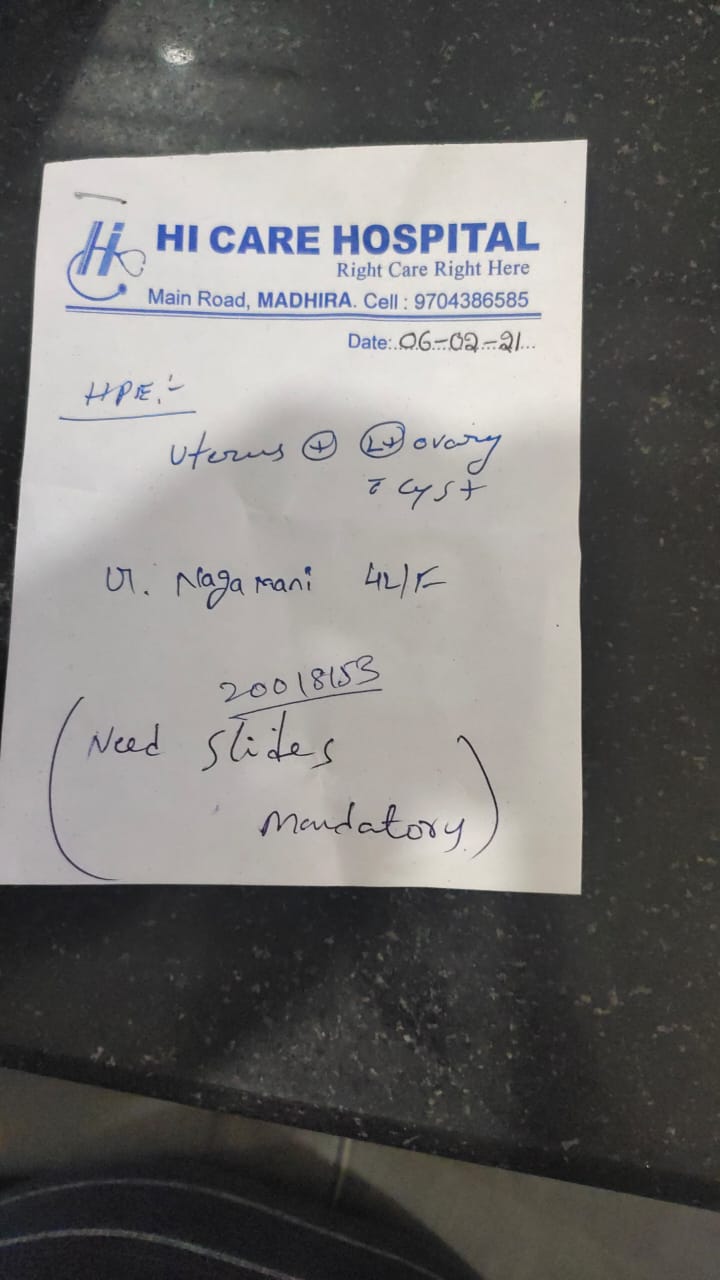 Hi HI CARE HOSPITAL
Right Care Right Here
Main Road, MADHIRA. Cell : 9704386585
Date:..06-02-21...
HPE:-
Uterus (+) (Lt) ovary
c̄ cyst
U. Nagamani 42/F
20018153
(Need slides
Mandatory)